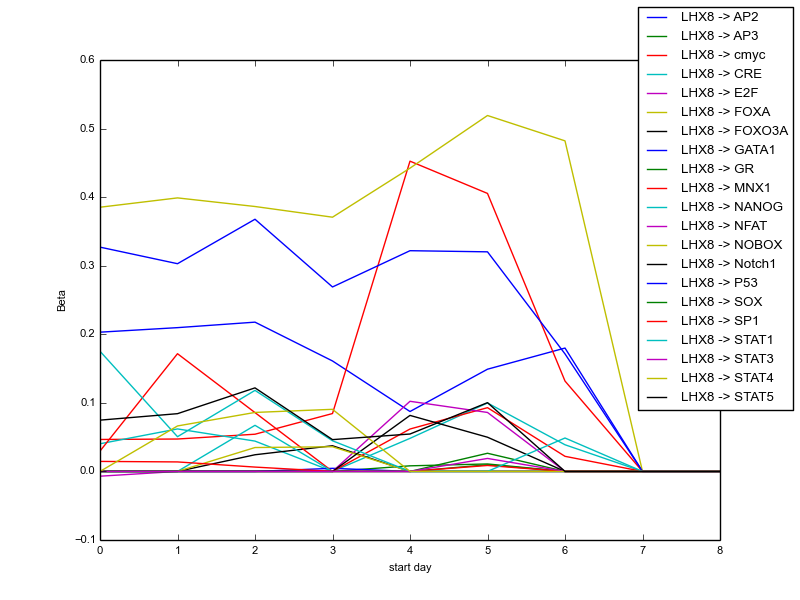 LHX8 -> AP2
LHX8 -> AP3
LHX8 -> cmyc
LHX8 -> CRE
LHX8 -> E2F
LHX8 -> FOXA
LHX8 -> FOXO3A
LHX8 -> GATA1
LHX8 -> GR
LHX8 -> MNX1
LHX8 -> NANOG
LHX8 -> NFAT
LHX8 -> NOBOX
LHX8 -> Notch1
LHX8 -> P53
LHX8 -> SOX
LHX8 -> SP1
LHX8 -> STAT1
LHX8 -> STAT3
LHX8 -> STAT4
LHX8 -> STAT5
0.6
0.5
0.4
0.3
0.2
0.1
0.0
−0.1
Beta
0 1 2 3 4 5 6 7 8
start day